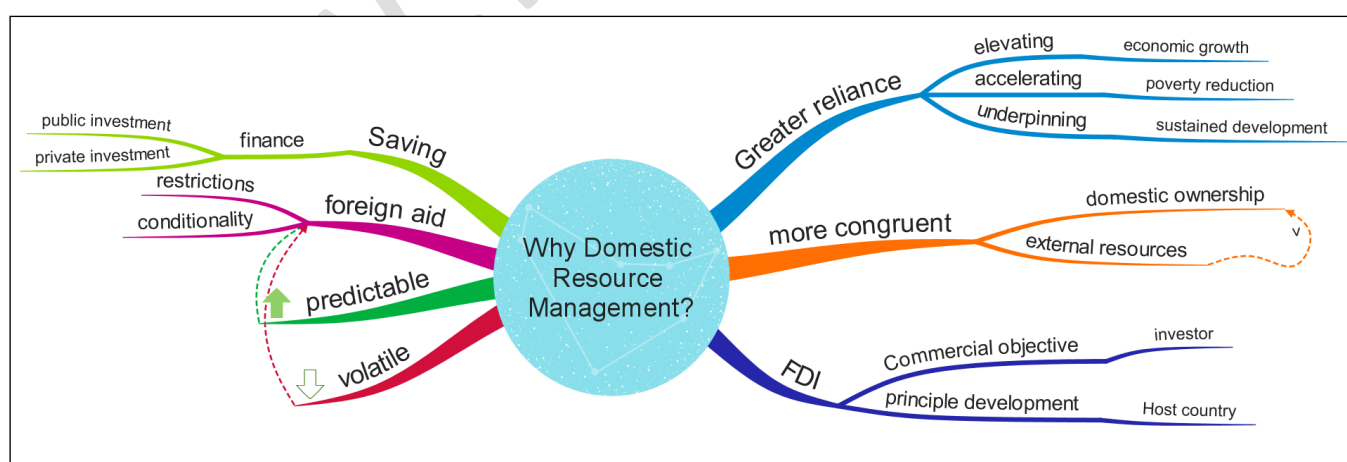 Why Domestic
Resource
Management?
Greater reliance
elevating
economic growth
accelerating
poverty reduction
underpinning
sustained development
more congruent
domestic ownership
external resources
v
FDI
Commercial objective
investor
principle development
Host country
Saving
finance
public investment
private investment
foreign aid
restrictions
conditionality
predictable
volatile